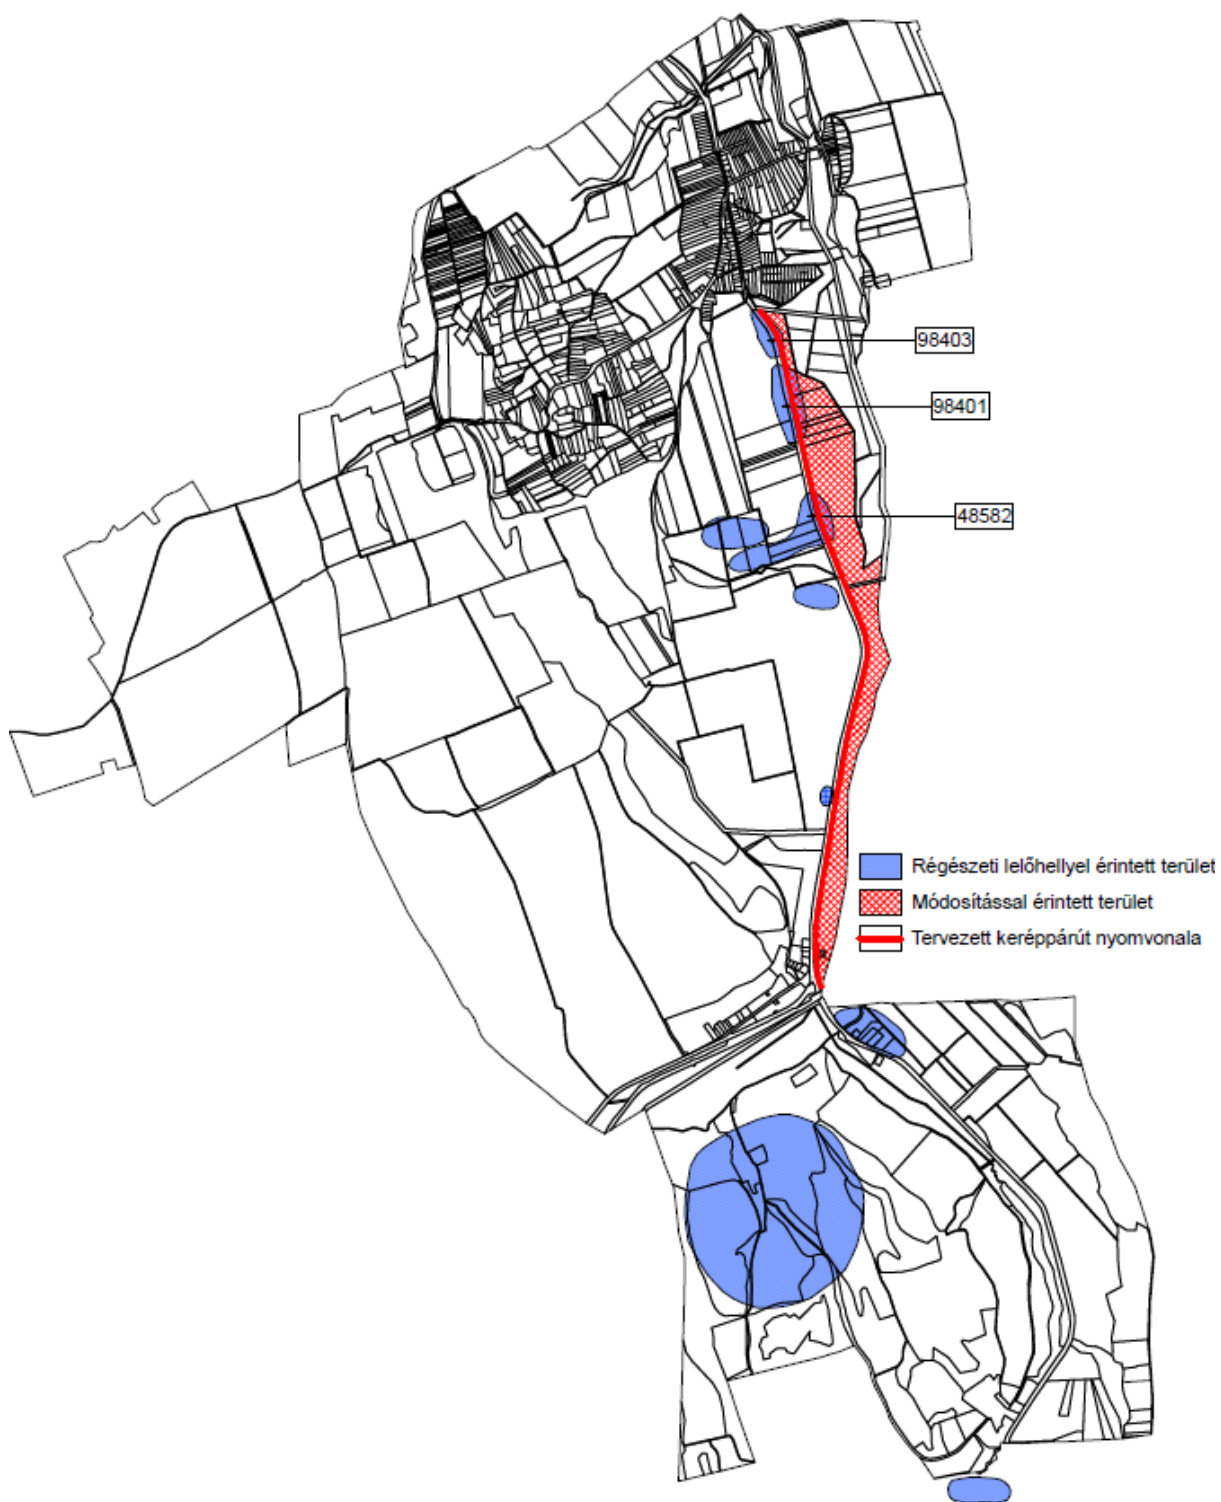 98403
98401
48582
Régészeti lelőhellyel érintett terület
Módosítással érintett terület
Tervezett keréppárút nyomvonala